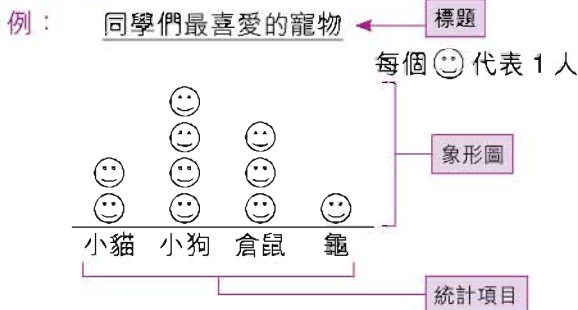 例： 同學們最喜愛的寵物 標題
每個 代表 1 人
象形圖
小貓 小狗 倉鼠 龜
統計項目